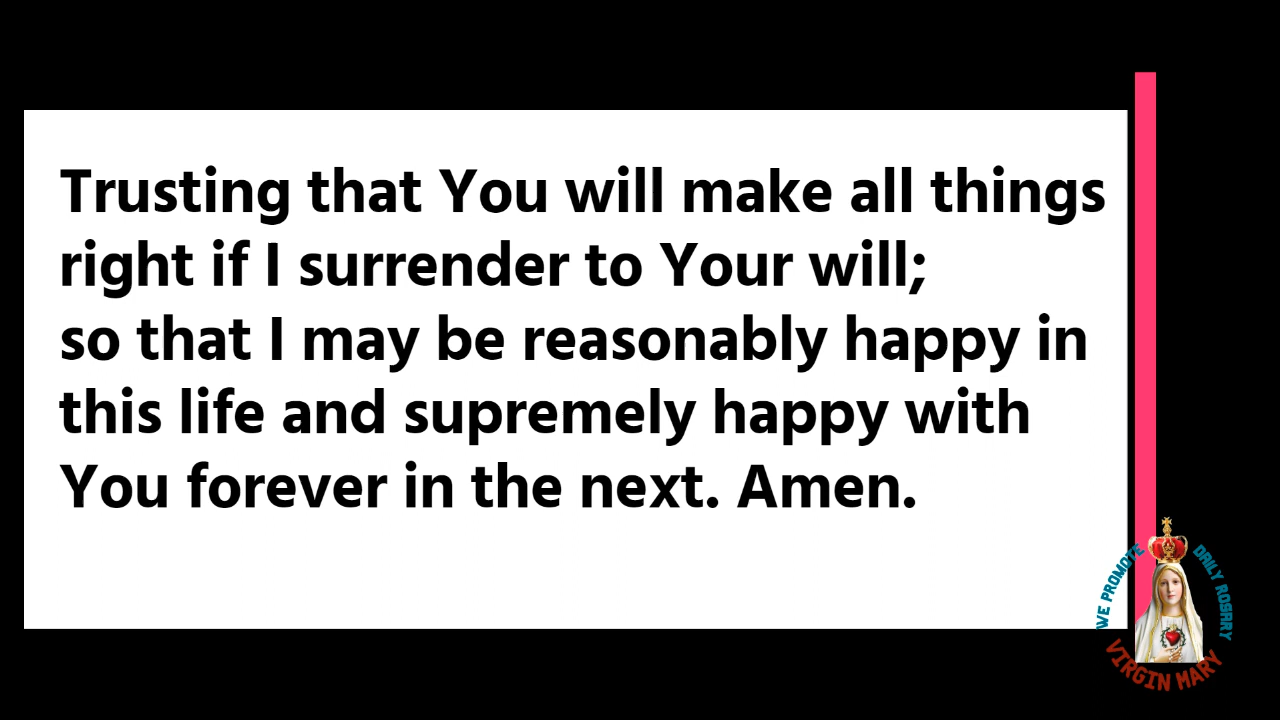 Trusting that You will make all things
right if I surrender to Your will;
so that I may be reasonably happy in
this life and supremely happy with
You forever in the next. Amen.
WE PROMOTE
DAILY ROSARY
VIRGIN MARY